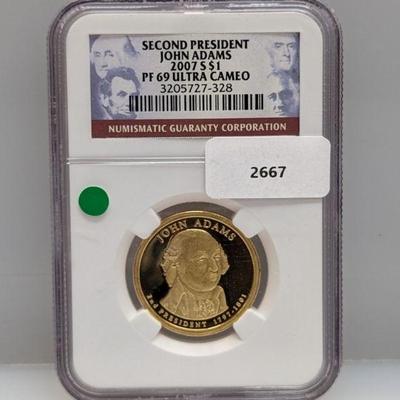 SECOND PRESIDENT
JOHN ADAMS
2007 S $1
PF 69 ULTRA CAMEO
3205727-328
NUMISMATIC GUARANTY CORPORATION
2667
JOHN ADAMS
2ND PRESIDENT 1797-1801